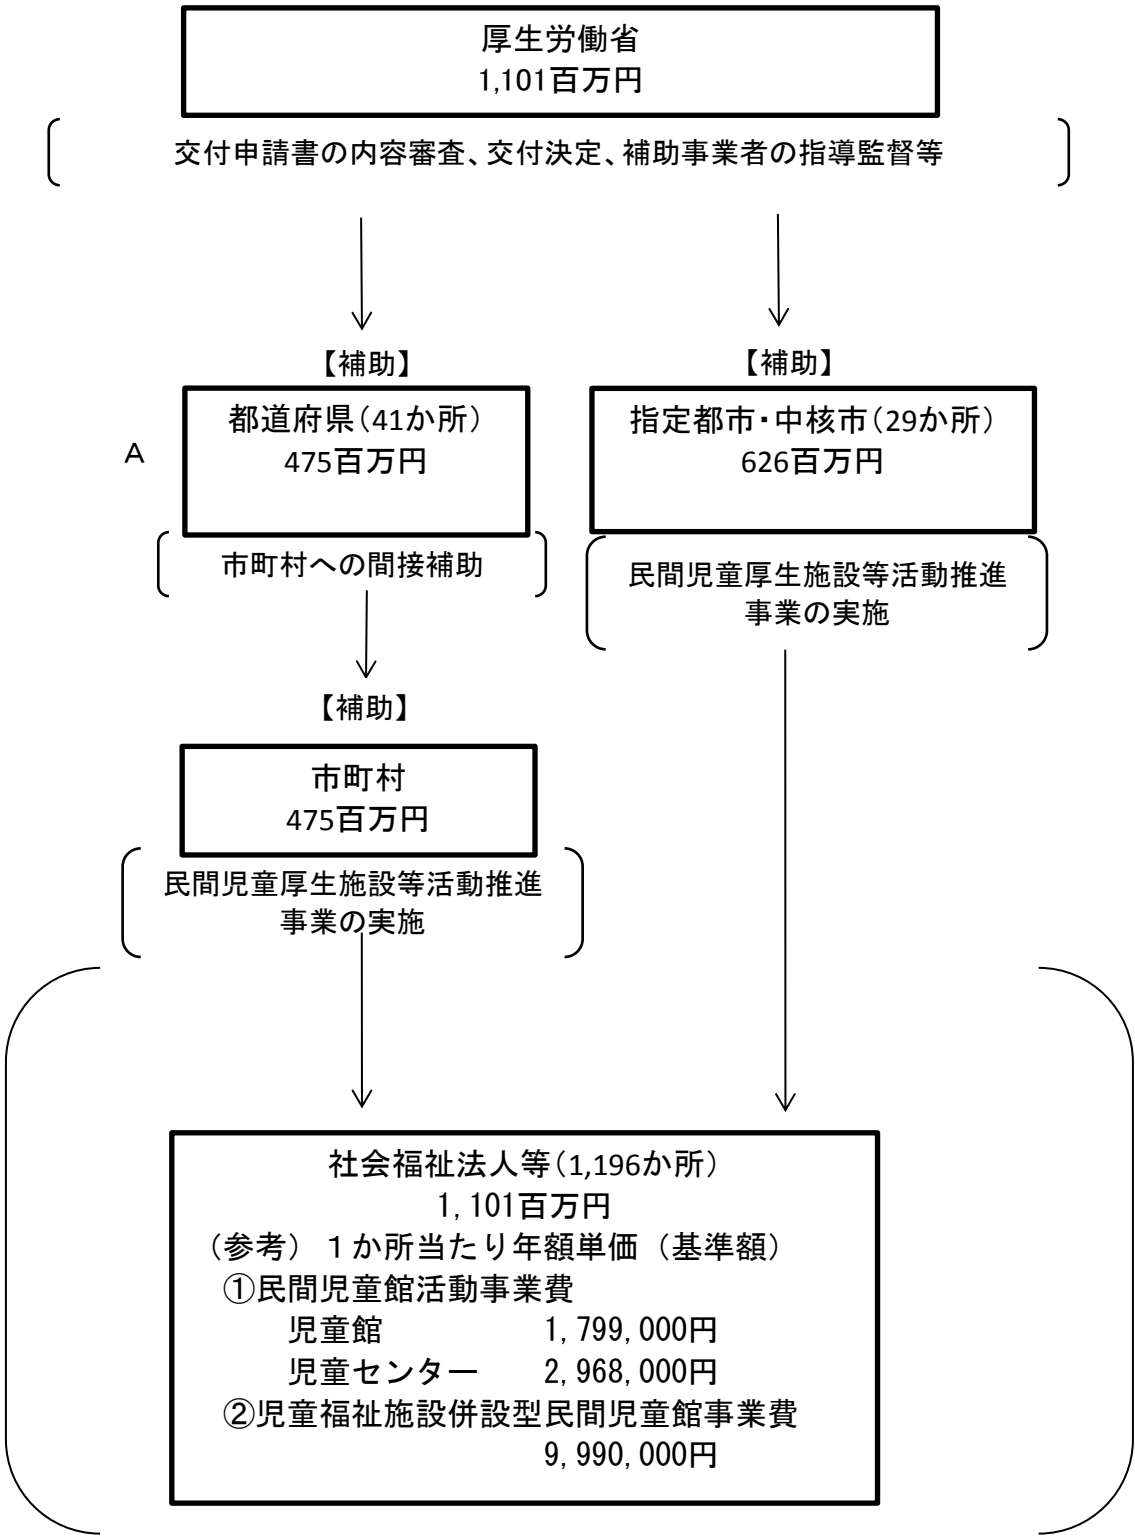 厚生労働省
1,101百万円
交付申請書の内容審査、交付決定、補助事業者の指導監督等
【補助】
【補助】
A
都道府県（41か所）
475百万円
指定都市・中核市（29か所）
626百万円
市町村への間接補助
民間児童厚生施設等活動推進
事業の実施
【補助】
市町村
475百万円
民間児童厚生施設等活動推進
事業の実施
社会福祉法人等（1,196か所）
1,101百万円
（参考）１か所当たり年額単価（基準額）
①民間児童館活動事業費
児童館 1,799,000円
児童センター 2,968,000円
②児童福祉施設併設型民間児童館事業費
9,990,000円